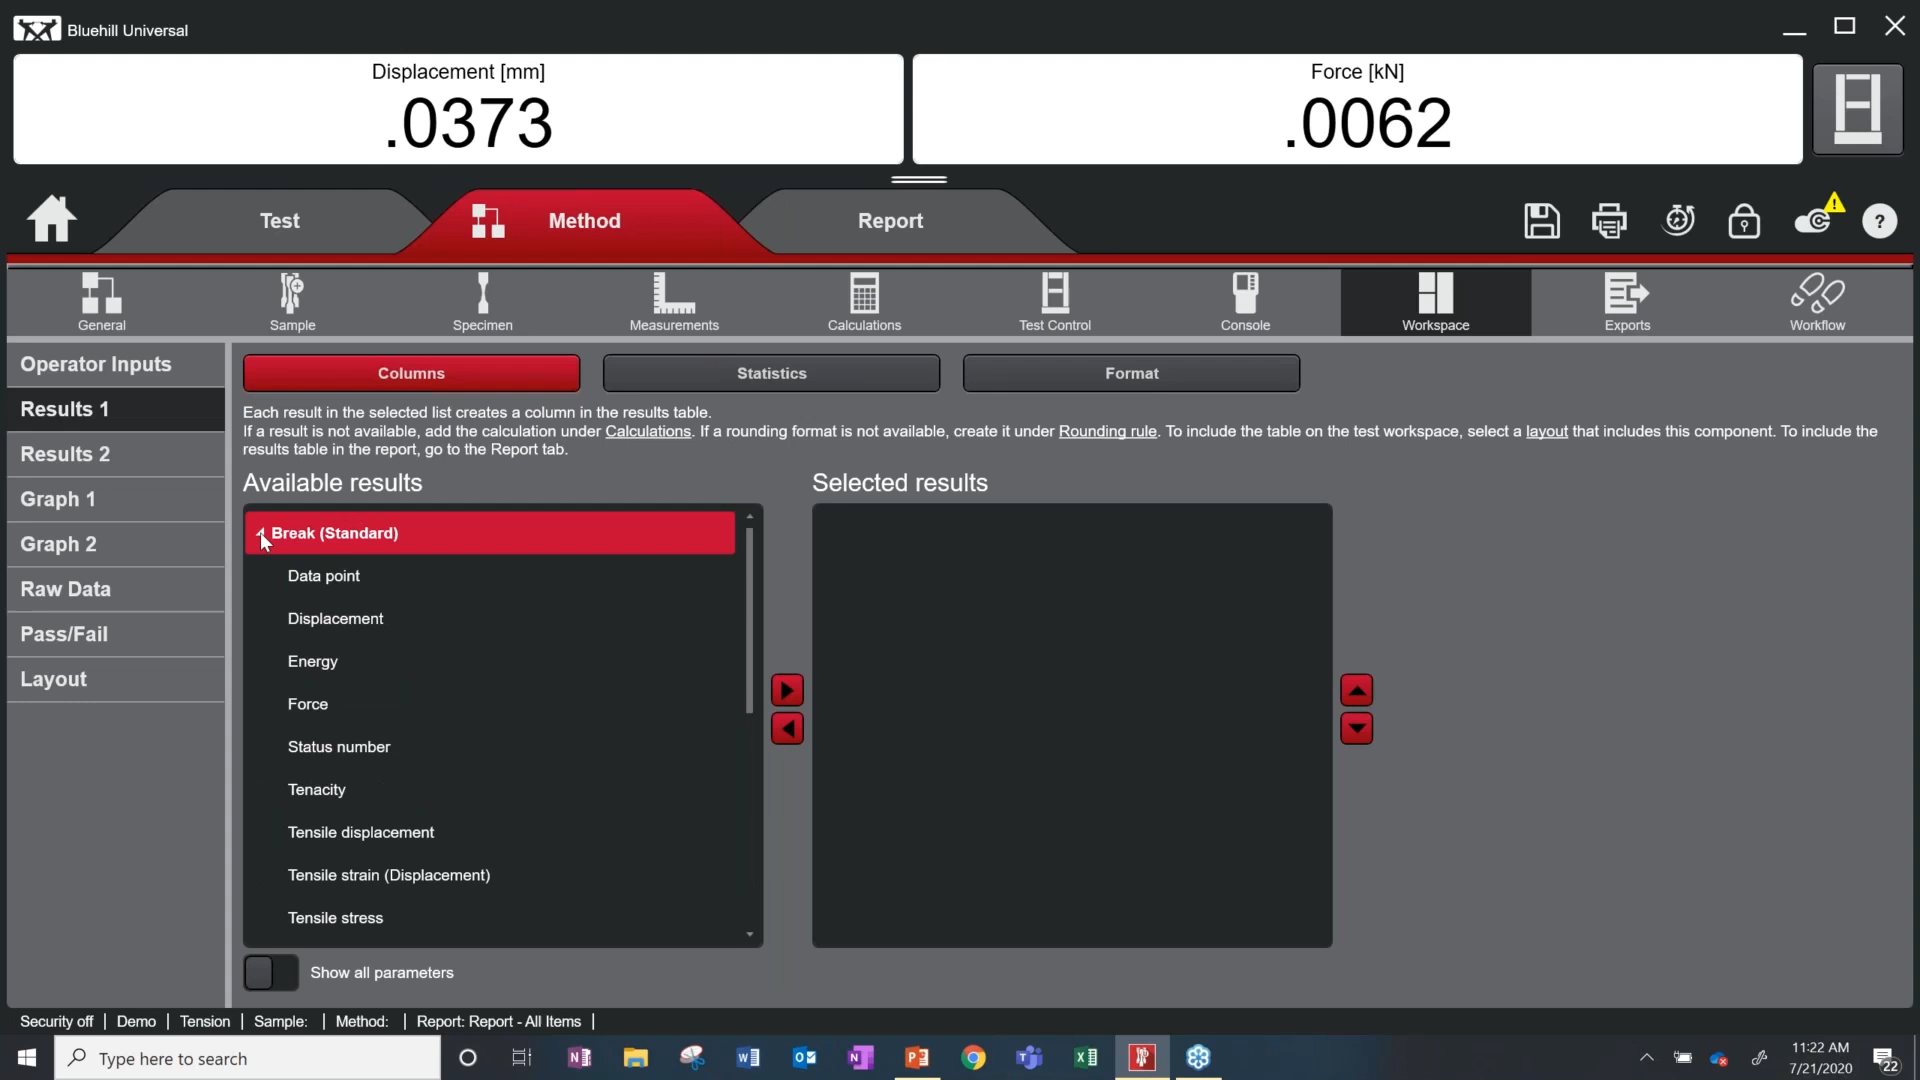 Bluehill Universal
Displacement [mm]
.0373
Force [kN]
.0062
Test
Method
Report
General
Sample
Specimen
Measurements
Calculations
Test Control
Console
Workspace
Exports
Workflow
Operator Inputs
Results 1
Results 2
Graph 1
Graph 2
Raw Data
Pass/Fail
Layout
Columns
Statistics
Format
Each result in the selected list creates a column in the results table.
If a result is not available, add the calculation under Calculations. If a rounding format is not available, create it under Rounding rule. To include the table on the test workspace, select a layout that includes this component. To include the
results table in the report, go to the Report tab.
Available results
Selected results
Break (Standard)
Data point
Displacement
Energy
Force
Status number
Tenacity
Tensile displacement
Tensile strain (Displacement)
Tensile stress
Show all parameters
Security off | Demo | Tension | Sample: | Method: | Report: Report - All Items |
Type here to search
11:22 AM
7/21/2020
22